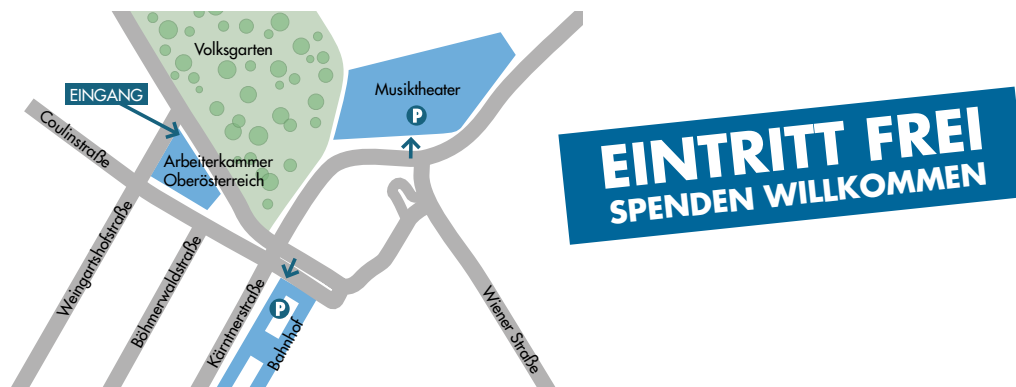 Volksgarten
Musiktheater
P
EINGANG
Coulinstraße
Arbeiterkammer
Oberösterreich
Weingartshofstraße
Böhmerwaldstraße
Kärntnerstraße
P
Bahnhof
Wiener Straße
EINTRITT FREI
SPENDEN WILLKOMMEN